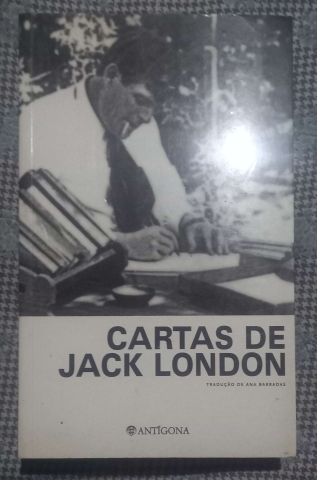 CARTAS DE
JACK LONDON
TRADUÇÃO DE ANA BARRADAS
ANTÍGONA